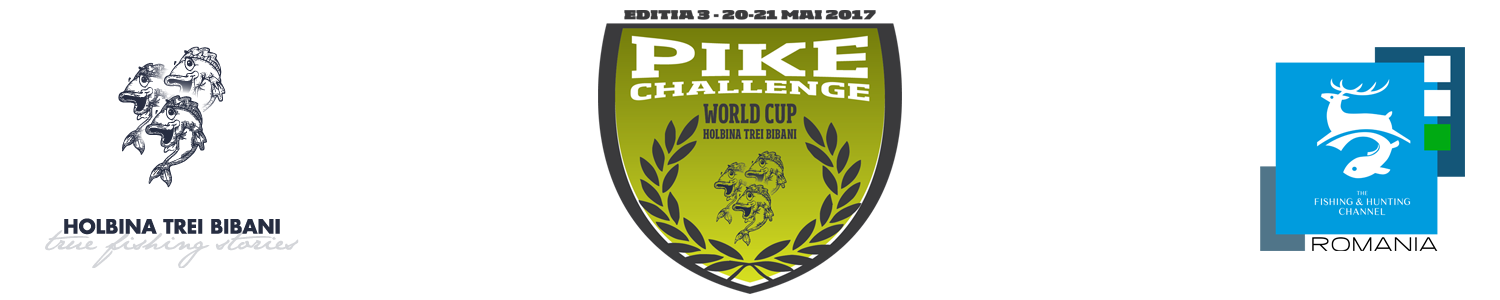 HOLBINA TREI BIBANI
true fishing stories
EDITIA 3 - 20-21 MAI 2017
PIKE
CHALLENGE
WORLD CUP
HOLBINA TREI BIBANI
THE
FISHING & HUNTING
CHANNEL
ROMANIA